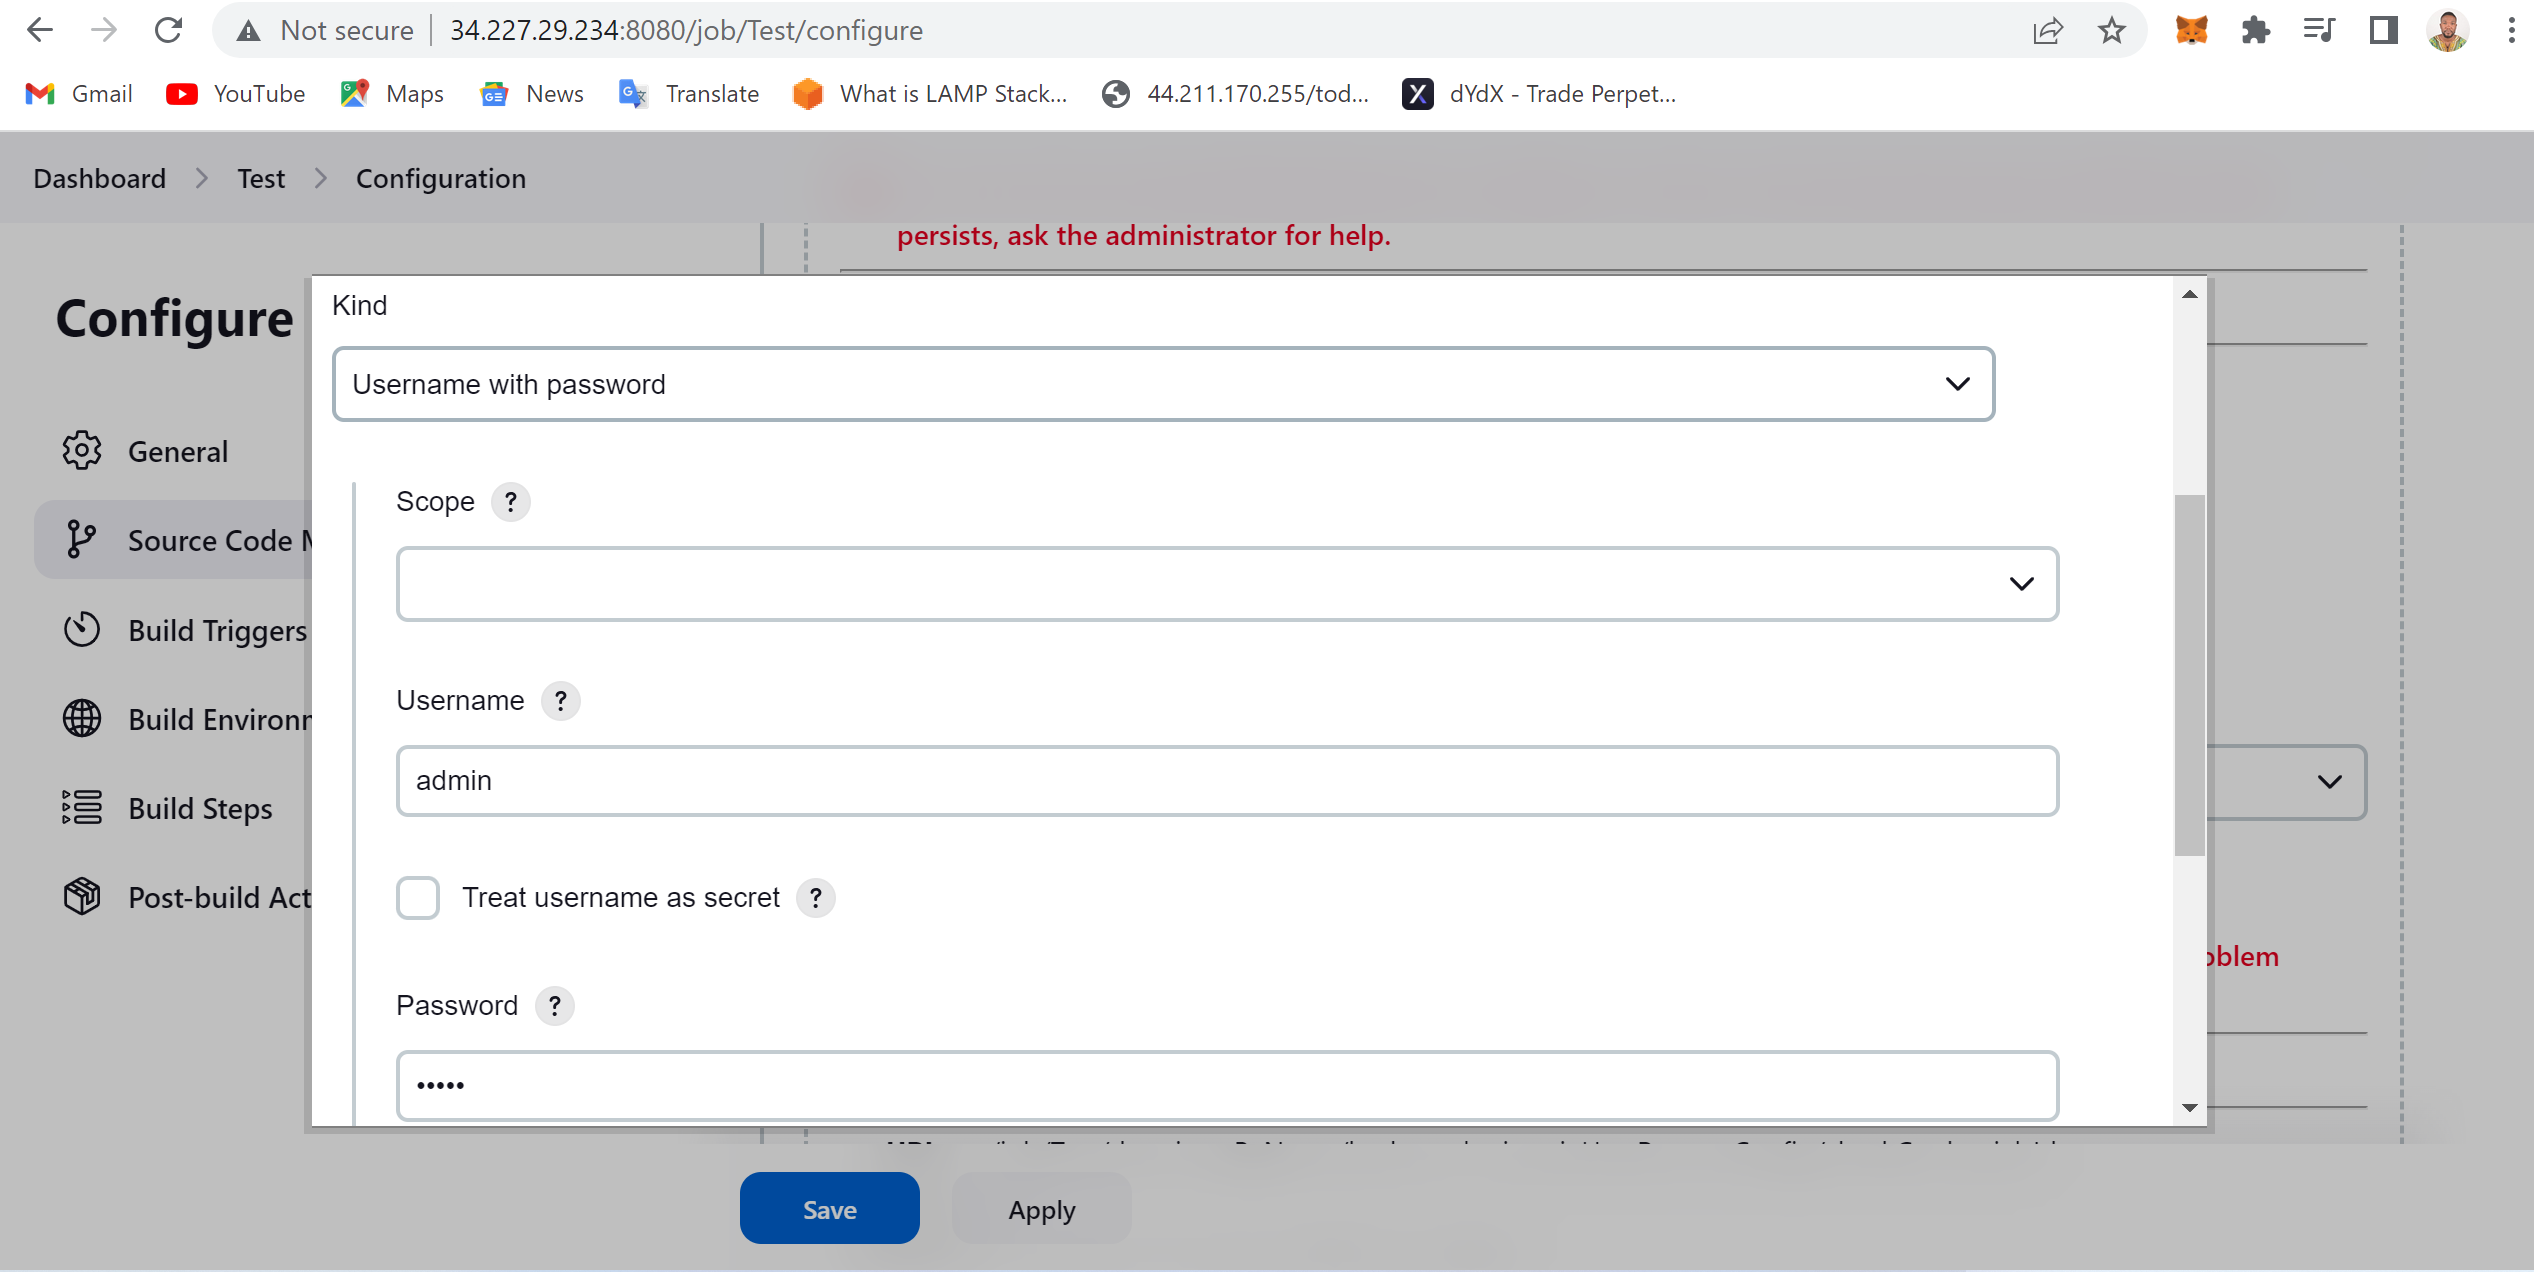 Not secure 34.227.29.234:8080/job/Test/configure
Gmail YouTube Maps News Translate What is LAMP Stack... 44.211.170.255/tod... dYdX - Trade Perpet...
Dashboard Test Configuration
persists, ask the administrator for help.
Configure
Kind
Username with password
General
Scope ?
Source Code
Build Triggers
Username ?
Build
admin
Build Steps
Treat username as secret ?
Post-build
Password ?
•••••
Save Apply